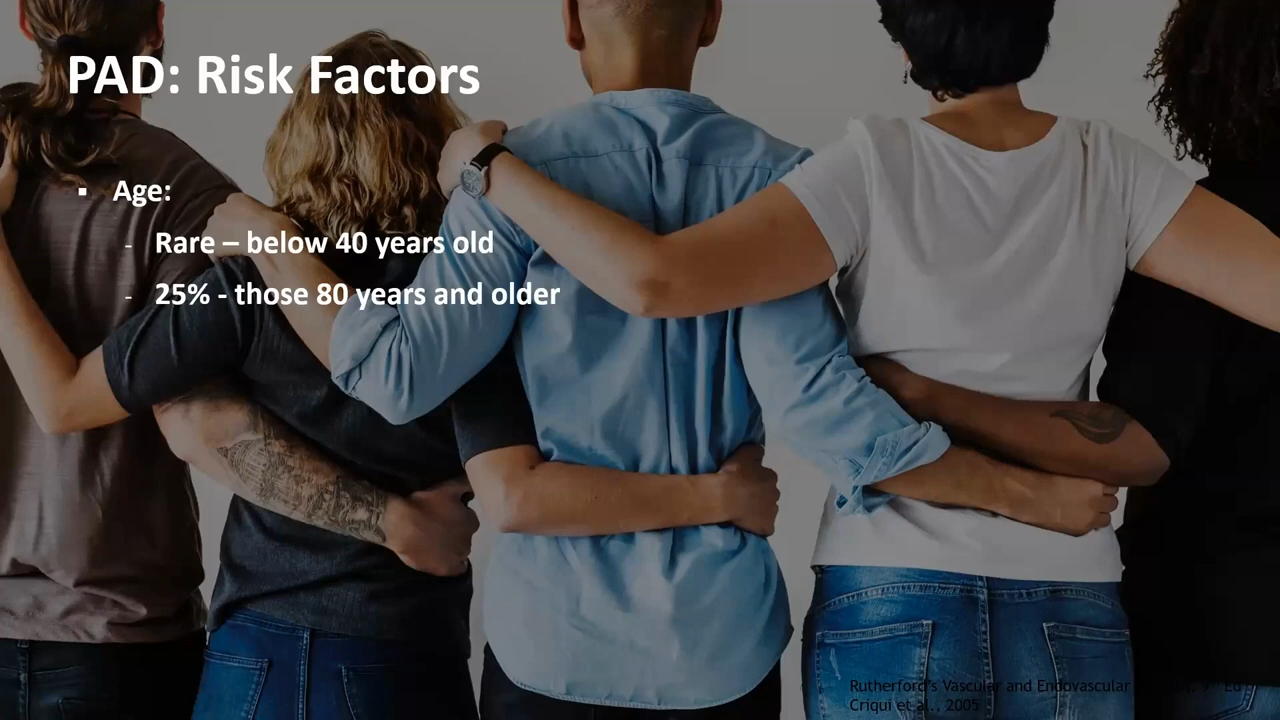 PAD: Risk Factors
▪ Age:
- Rare – below 40 years old
- 25% - those 80 years and older
Rutherford's Vascular and Endovascular Ed
Criqui et al., 2005